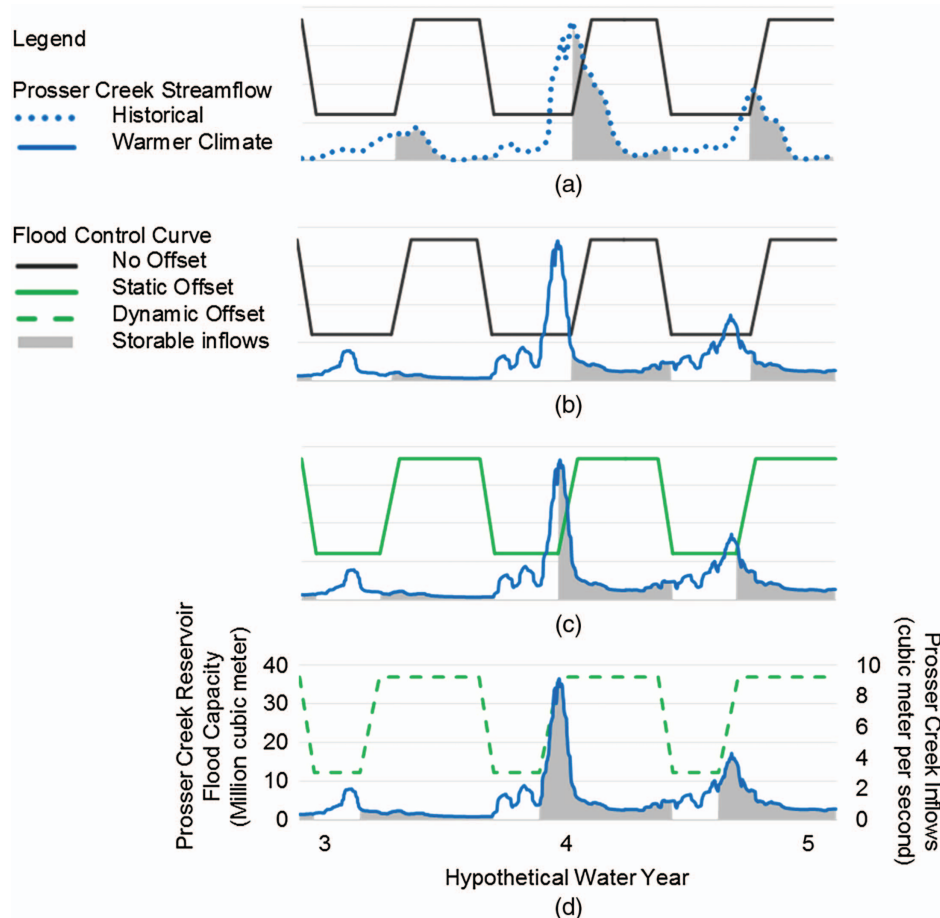 Legend
Prosser Creek Streamflow
Historical
Warmer Climate
(a)
Flood Control Curve
No Offset
Static Offset
Dynamic Offset
Storable inflows
(b)
(c)
Prosser Creek Reservoir
Flood Capacity
(Million cubic meter)
40
30
20
10
0
10
8
6
4
2
0
Prosser Creek Inflows
(cubic meter per second)
3
4
5
Hypothetical Water Year
(d)